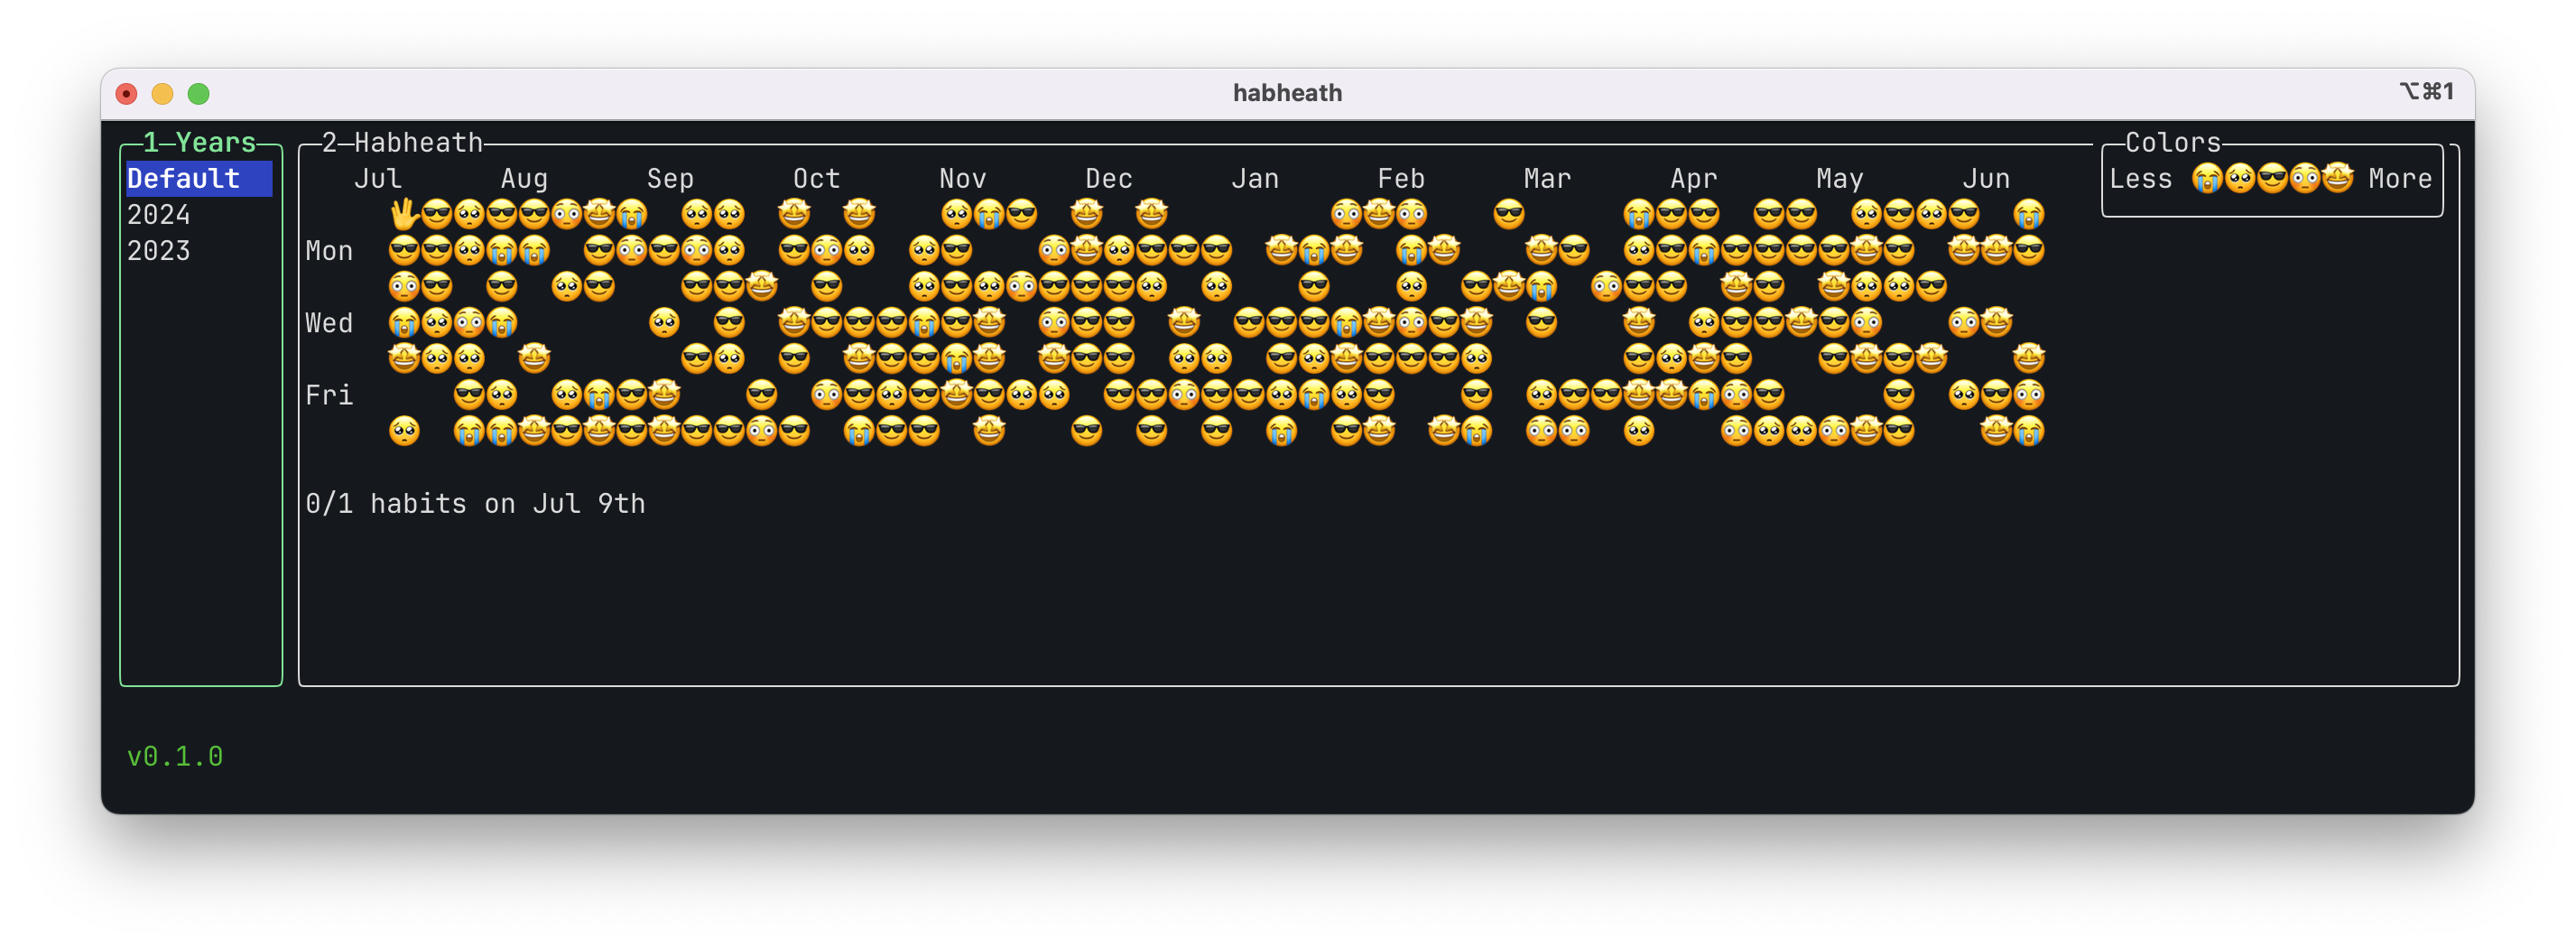 habheath
⌥⌘1
1 Years
2 Habheath
Colors
Default
2024
2023
Jul Aug Sep Oct Nov Dec Jan Feb Mar Apr May Jun
Less 😭🥺😎😳🤩 More
Mon
Wed
Fri
0/1 habits on Jul 9th
v0.1.0